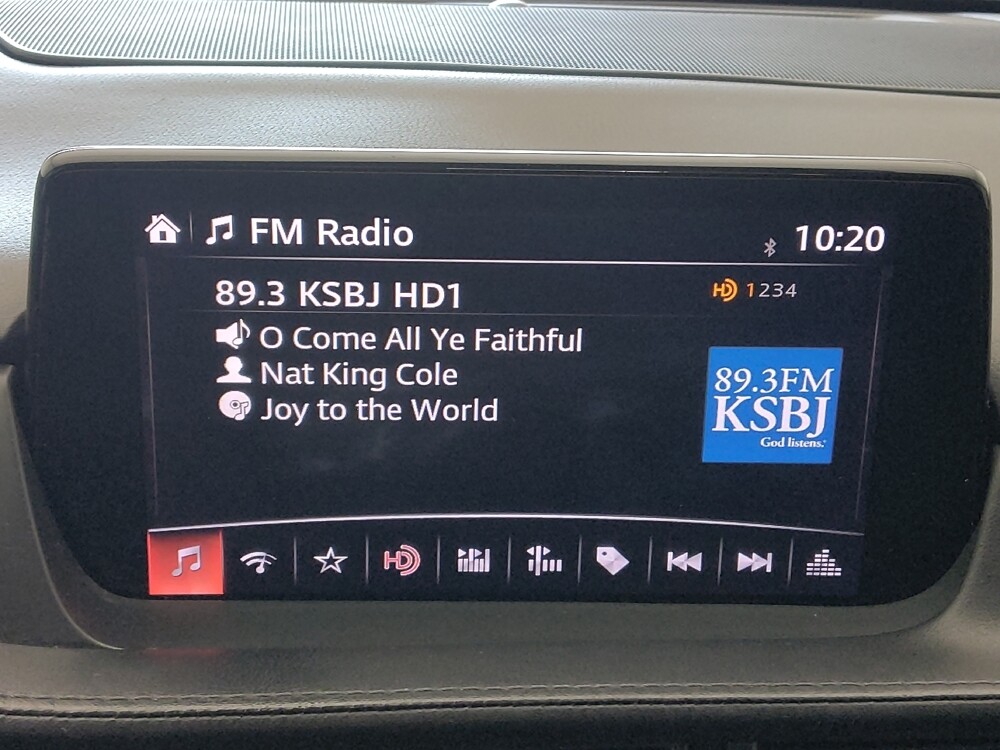 FM Radio
10:20
89.3 KSBJ HD1
HD 1234
O Come All Ye Faithful
Nat King Cole
Joy to the World
89.3FM
KSBJ
God listens.
HD